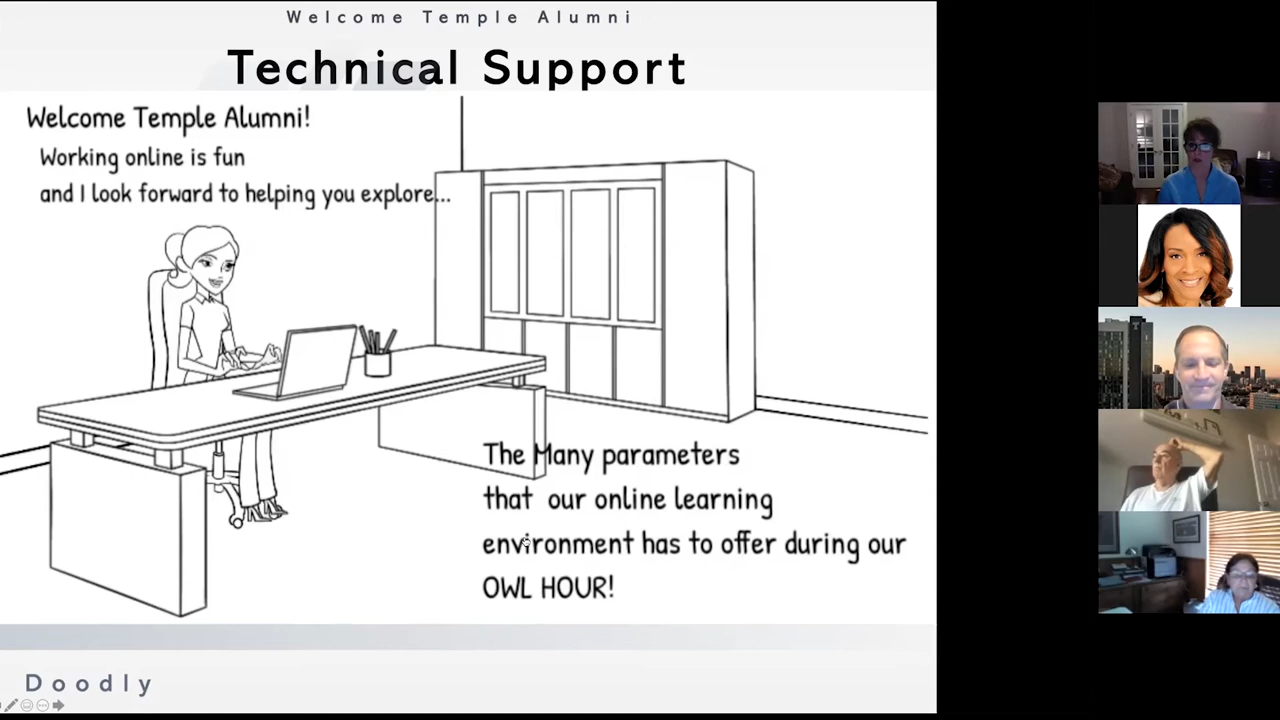 Welcome Temple Alumni
Technical Support
Welcome Temple Alumni!
Working online is fun
and I look forward to helping you explore...
The Many parameters
that our online learning
environment has to offer during our
OWL HOUR!
Doodly
T